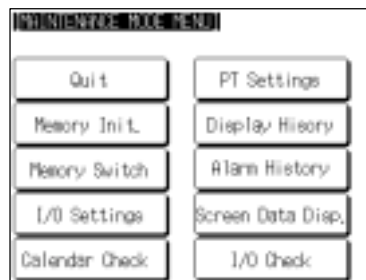 [MAINTENANCE MODE MENU]
Quit
PT Settings
Memory Init.
Display Hisory
Memory Switch
Alarm History
I/O Settings
Screen Data Disp.
Calendar Check
I/O Check